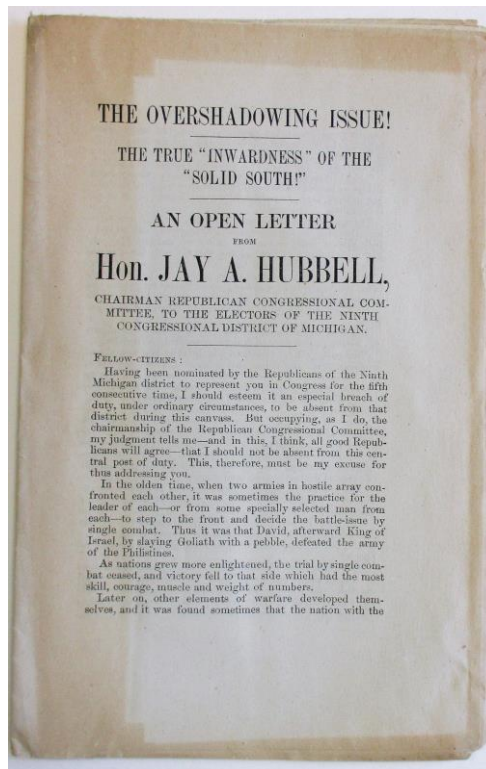 THE OVERSHADOWING ISSUE!
THE TRUE "INWARDNESS" OF THE
"SOLID SOUTH!"
AN OPEN LETTER
FROM
Hon. JAY A. HUBBELL,
CHAIRMAN REPUBLICAN CONGRESSIONAL COM-
MITTEE, TO THE ELECTORS OF THE NINTH
CONGRESSIONAL DISTRICT OF MICHIGAN.
FELLOW-CITIZENS:
Having been nominated by the Republicans of the Ninth
Michigan district to represent you in Congress for the fifth
consecutive time, I should esteem it an especial breach of
duty, under ordinary circumstances, to be absent from that
district during this canvass. But occupying, as I do, the
chairmanship of the Republican Congressional Committee,
my judgment tells me—and in this, I think, all good Repub-
licans will agree—that I should not be absent from this cen-
tral post of duty. This, therefore, must be my excuse for
thus addressing you.
In the olden time, when two armies in hostile array con-
fronted each other, it was sometimes the practice for the
leader of each—or from some specially selected man from
each—to step to the front and decide the battle-issue by
single combat. Thus it was that David, afterward King of
Israel, by slaying Goliath with a pebble, defeated the army
of the Philistines.
As nations grew more enlightened, the trial by single com-
bat ceased, and victory fell to that side which had the most
skill, courage, muscle and weight of numbers.
Later on, other elements of warfare developed them-
selves, and it was found sometimes that the nation with the